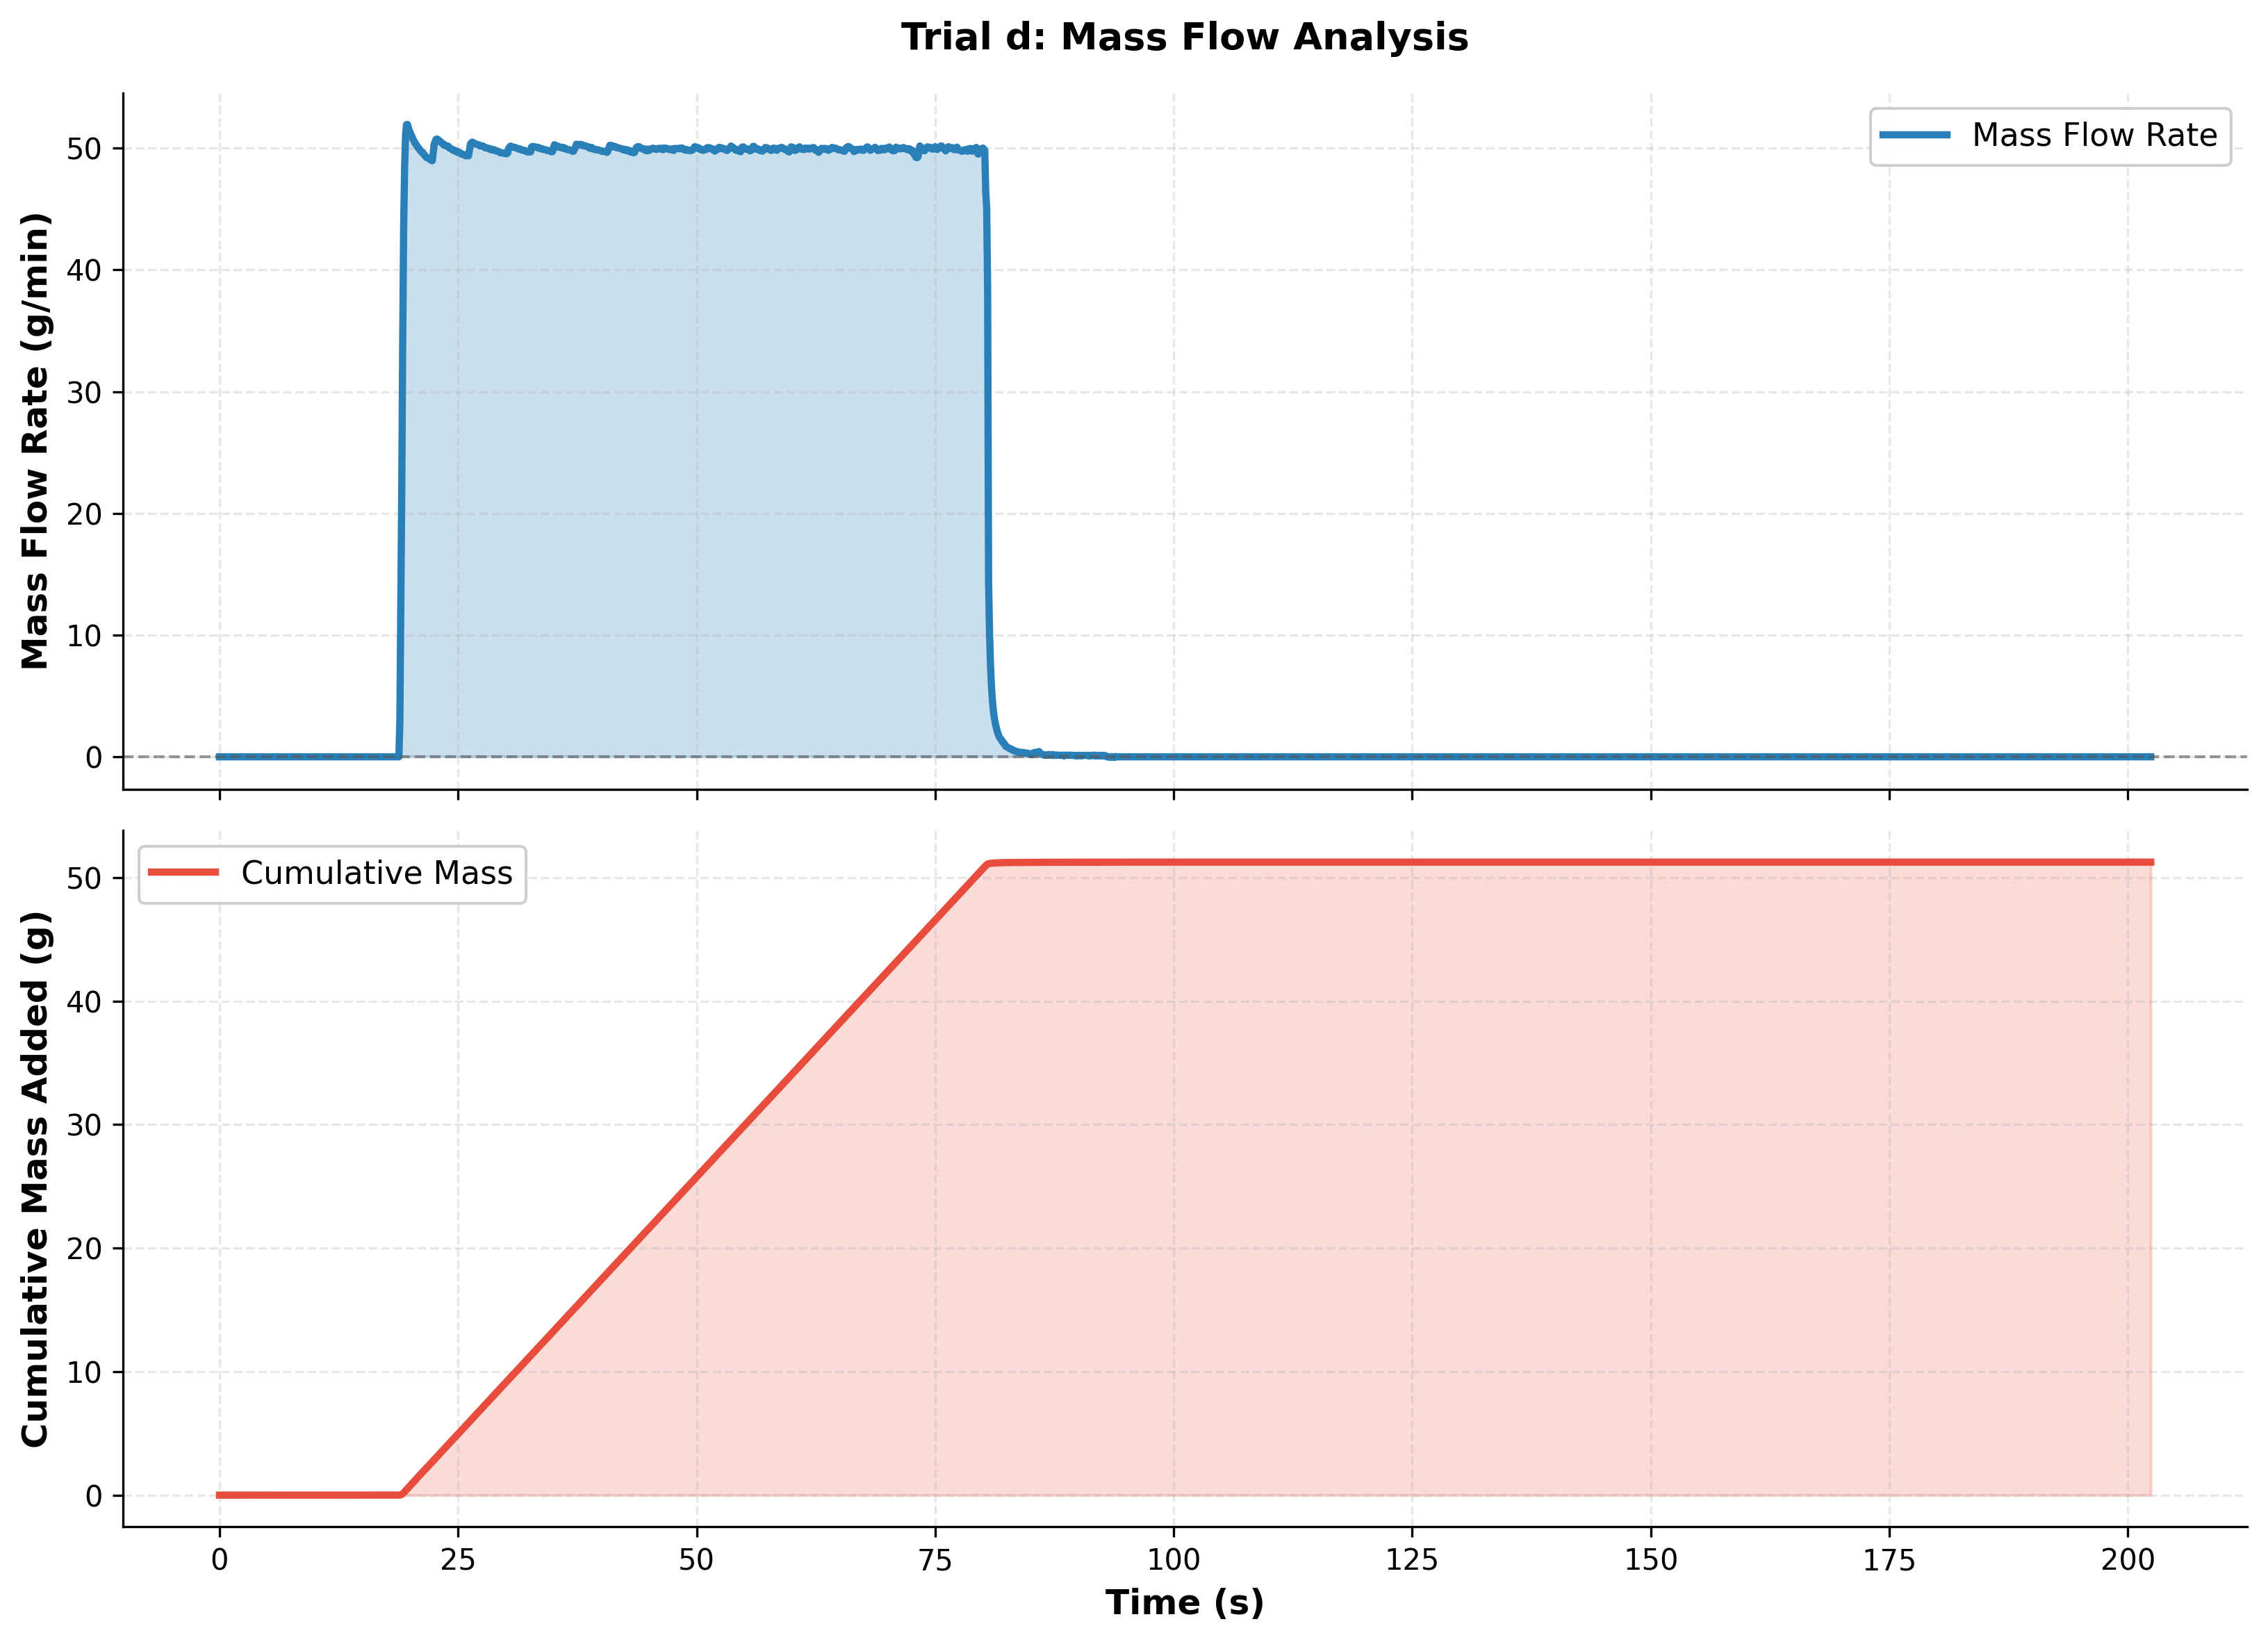 Trial d: Mass Flow Analysis
Mass Flow Rate (g/min)
50
40
30
20
10
0
Mass Flow Rate
Cumulative Mass Added (g)
50
40
30
20
10
0
Cumulative Mass
0 25 50 75 100 125 150 175 200
Time (s)